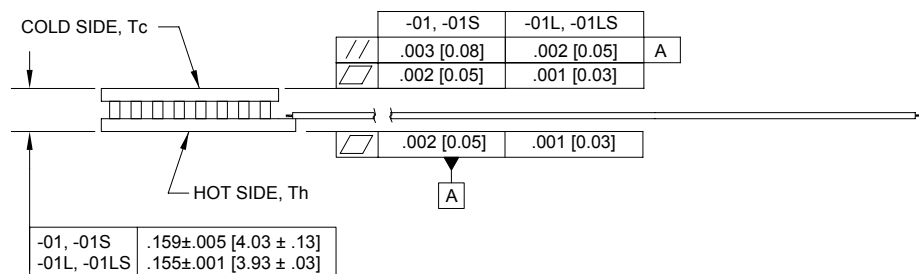 -01, -01S -01L, -01LS
COLD SIDE, Tc
// .003 [0.08] .002 [0.05] A
.002 [0.05] .001 [0.03]
.002 [0.05] .001 [0.03]
A
HOT SIDE, Th
-01, -01S .159±.005 [4.03 ± .13]
-01L, -01LS .155±.001 [3.93 ± .03]